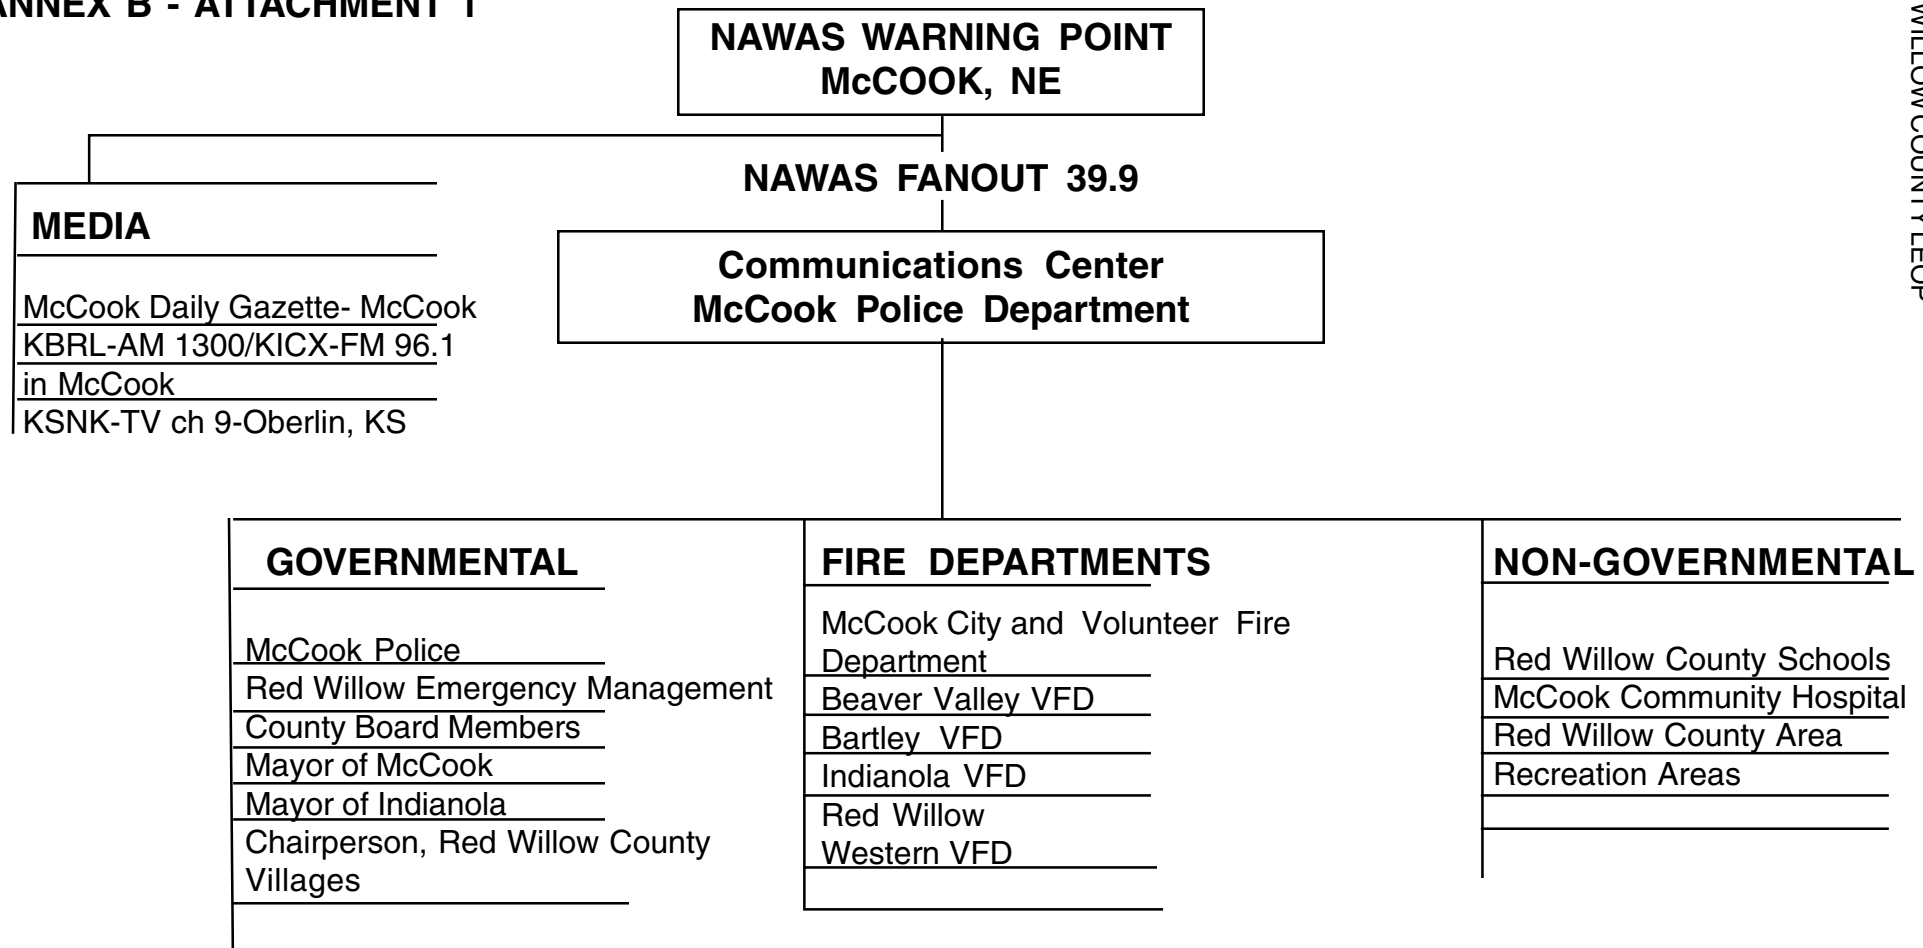 ANNEX B - ATTACHMENT 1
WILLOW COUNTY LEOP
NAWAS WARNING POINT
McCOOK, NE
NAWAS FANOUT 39.9
MEDIA
McCook Daily Gazette- McCook
KBRL-AM 1300/KICX-FM 96.1
in McCook
KSNK-TV ch 9-Oberlin, KS
Communications Center
McCook Police Department
GOVERNMENTAL
McCook Police
Red Willow Emergency Management
County Board Members
Mayor of McCook
Mayor of Indianola
Chairperson, Red Willow County
Villages
FIRE DEPARTMENTS
McCook City and Volunteer Fire
Department
Beaver Valley VFD
Bartley VFD
Indianola VFD
Red Willow
Western VFD
NON-GOVERNMENTAL
Red Willow County Schools
McCook Community Hospital
Red Willow County Area
Recreation Areas